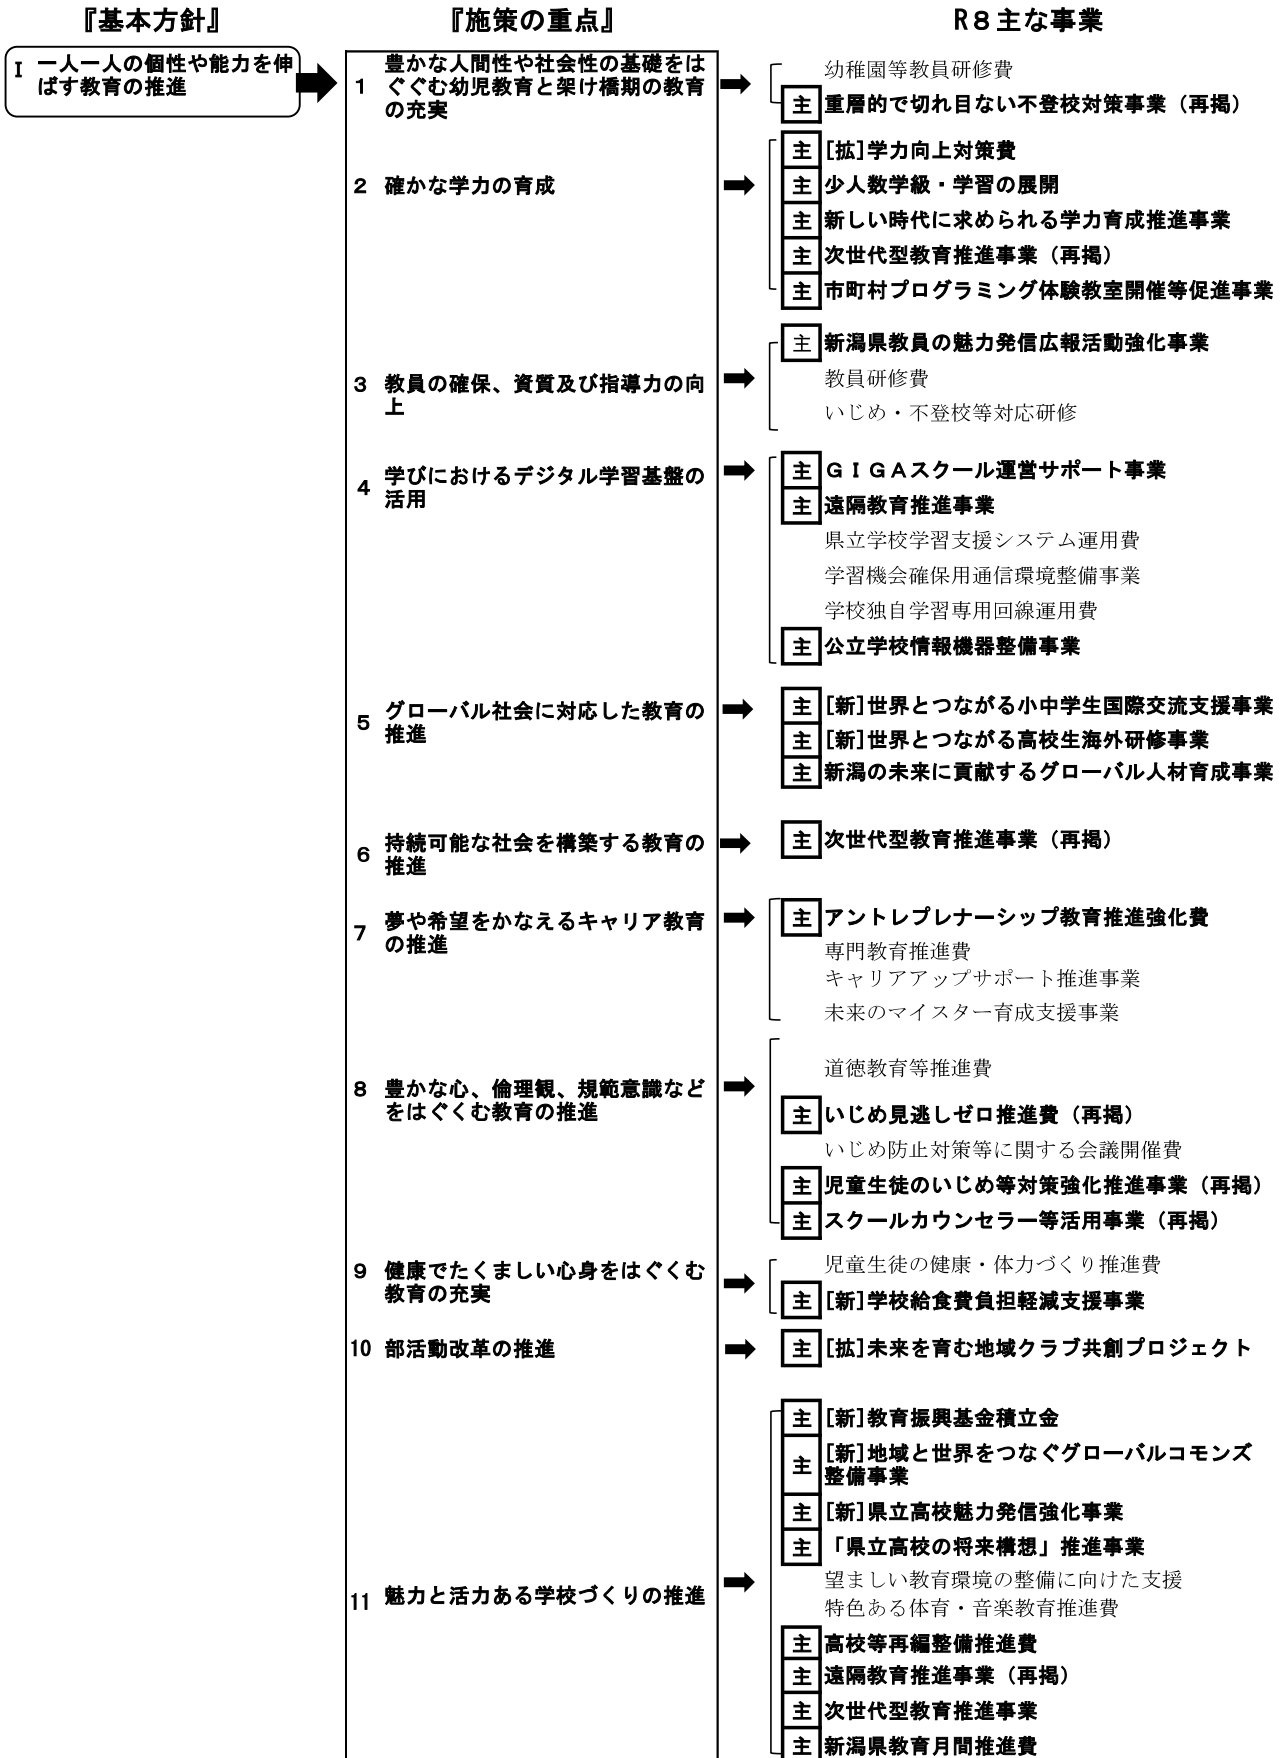 『基本方針』
『施策の重点』
R8主な事業
Ⅰ 一人一人の個性や能力を伸
ばす教育の推進
1 豊かな人間性や社会性の基礎をは
ぐぐむ幼児教育と架け橋期の教育
の充実
幼稚園等教員研修費
主 重層的で切れ目ない不登校対策事業（再掲）
2 確かな学力の育成
主 [拡]学力向上対策費
主 少人数学級・学習の展開
主 新しい時代に求められる学力育成推進事業
主 次世代型教育推進事業（再掲）
主 市町村プログラミング体験教室開催等促進事業
3 教員の確保、資質及び指導力の向
上
主 新潟県教員の魅力発信広報活動強化事業
教員研修費
いじめ・不登校等対応研修
4 学びにおけるデジタル学習基盤の
活用
主 ＧＩＧＡスクール運営サポート事業
主 遠隔教育推進事業
県立学校学習支援システム運用費
学習機会確保用通信環境整備事業
学校独自学習専用回線運用費
主 公立学校情報機器整備事業
5 グローバル社会に対応した教育の
推進
主 [新]世界とつながる小中学生国際交流支援事業
主 [新]世界とつながる高校生海外研修事業
主 新潟の未来に貢献するグローバル人材育成事業
6 持続可能な社会を構築する教育の
推進
主 次世代型教育推進事業（再掲）
7 夢や希望をかなえるキャリア教育
の推進
主 アントレプレナーシップ教育推進強化費
専門教育推進費
キャリアアップサポート推進事業
未来のマイスター育成支援事業
8 豊かな心、倫理観、規範意識など
をはぐくむ教育の推進
道徳教育等推進費
主 いじめ見逃しゼロ推進費（再掲）
いじめ防止対策等に関する会議開催費
主 児童生徒のいじめ等対策強化推進事業（再掲）
主 スクールカウンセラー等活用事業（再掲）
9 健康でたくましい心身をはぐくむ
教育の充実
児童生徒の健康・体力づくり推進費
主 [新]学校給食費負担軽減支援事業
10 部活動改革の推進
主 [拡]未来を育む地域クラブ共創プロジェクト
11 魅力と活力ある学校づくりの推進
主 [新]教育振興基金積立金
主 [新]地域と世界をつなぐグローバルコモンズ
整備事業
主 [新]県立高校魅力発信強化事業
主 「県立高校の将来構想」推進事業
望ましい教育環境の整備に向けた支援
特色ある体育・音楽教育推進費
主 高校等再編整備推進費
主 遠隔教育推進事業（再掲）
主 次世代型教育推進事業
主 新潟県教育月間推進費